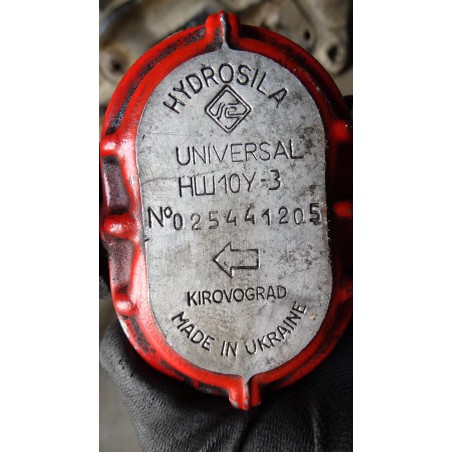 HYDROSILA
UNIVERSAL
НШ10У-3
№025441205
KIROVOGRAD
MADE IN UKRAINE